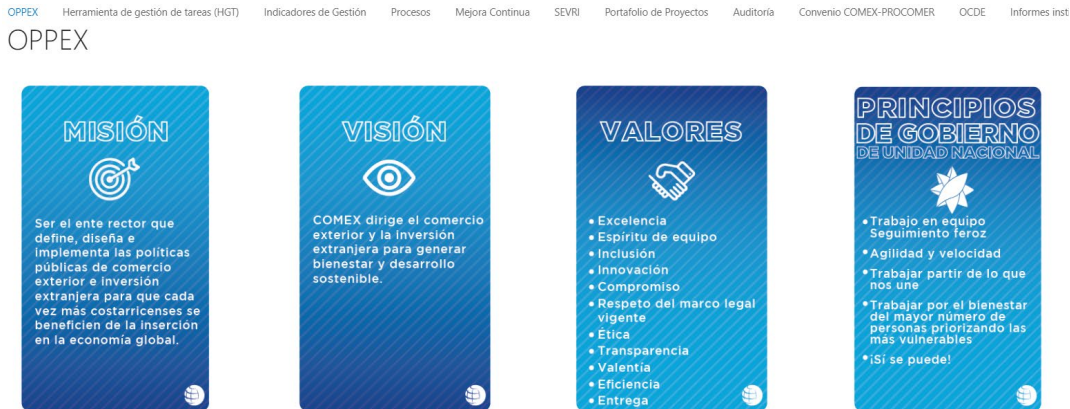 OPPEX Herramienta de gestión de tareas (HGT) Indicadores de Gestión Procesos Mejora Continua SEVRI Portafolio de Proyectos Auditoría Convenio COMEX-PROCOMER OCDE Informes insti
OPPEX
MISIÓN
Ser el ente rector que
define, diseña e
implementa las políticas
públicas de comercio
exterior e inversión
extranjera para que cada
vez más costarricenses se
beneficien de la inserción
en la economía global.
VISIÓN
COMEX dirige el comercio
exterior y la inversión
extranjera para generar
bienestar y desarrollo
sostenible.
VALORES
• Excelencia
• Espíritu de equipo
• Inclusión
• Innovación
• Compromiso
• Respeto del marco legal
vigente
• Ética
• Transparencia
• Valentía
• Eficiencia
• Entrega
PRINCIPIOS
DE GOBIERNO
DE UNIDAD NACIONAL
• Trabajo en equipo
Seguimiento feroz
• Agilidad y velocidad
• Trabajar partir de lo que
nos une
• Trabajar por el bienestar
del mayor número de
personas priorizando las
más vulnerables
• ¡Sí se puede!